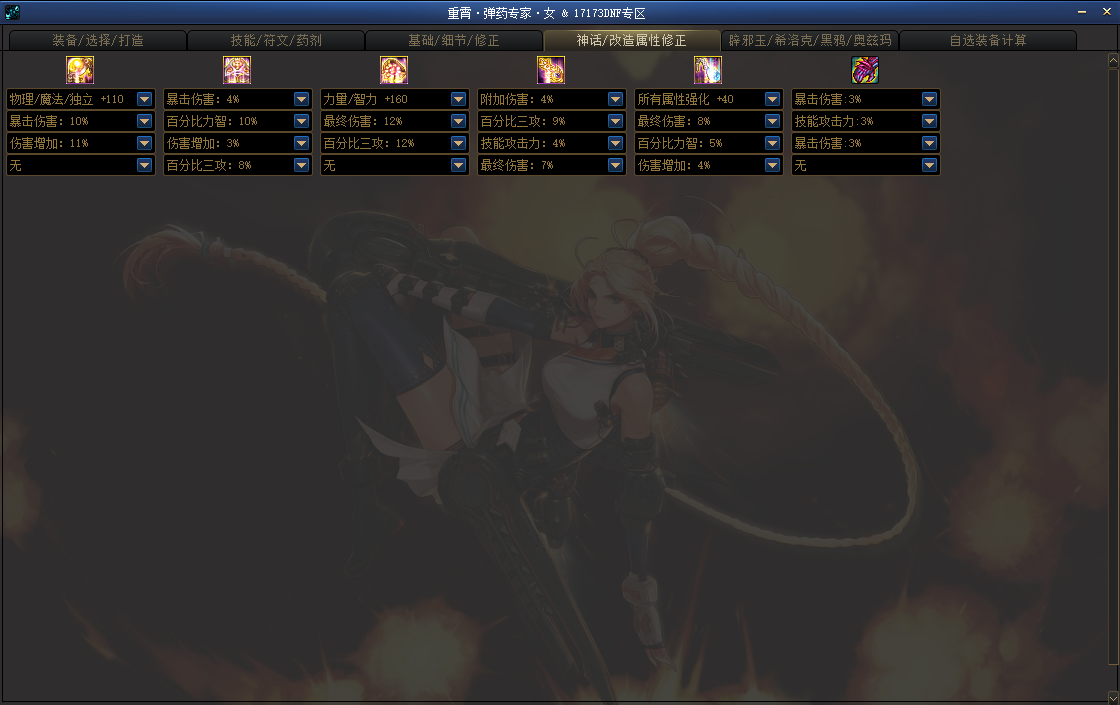 重霄·弹药专家·女 & 17173DNF专区
装备/选择/打造 技能/符文/药剂 基础/细节/修正 神话/改造属性修正 辟邪玉/希洛克/黑鸦/奥兹玛 自选装备计算
物理/魔法/独立 +110 暴击伤害: 4% 力量/智力 +160 附加伤害: 4% 所有属性强化 +40 暴击伤害:3%
暴击伤害: 10% 百分比力智: 10% 最终伤害: 12% 百分比三攻: 9% 最终伤害: 8% 技能攻击力:3%
伤害增加: 11% 伤害增加: 3% 百分比三攻: 12% 技能攻击力: 4% 百分比力智: 5% 暴击伤害:3%
无 百分比三攻: 8% 无 最终伤害: 7% 伤害增加: 4% 无